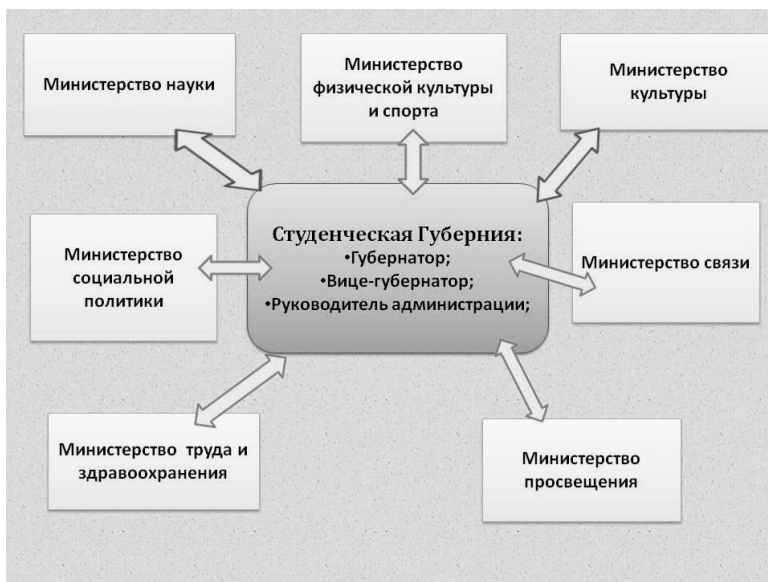 Министерство науки
Министерство
физической культуры
и спорта
Министерство
культуры
Студенческая Губерния:
•Губернатор;
•Вице-губернатор;
•Руководитель администрации;
Министерство
социальной
политики
Министерство связи
Министерство труда и
здравоохранения
Министерство
просвещения